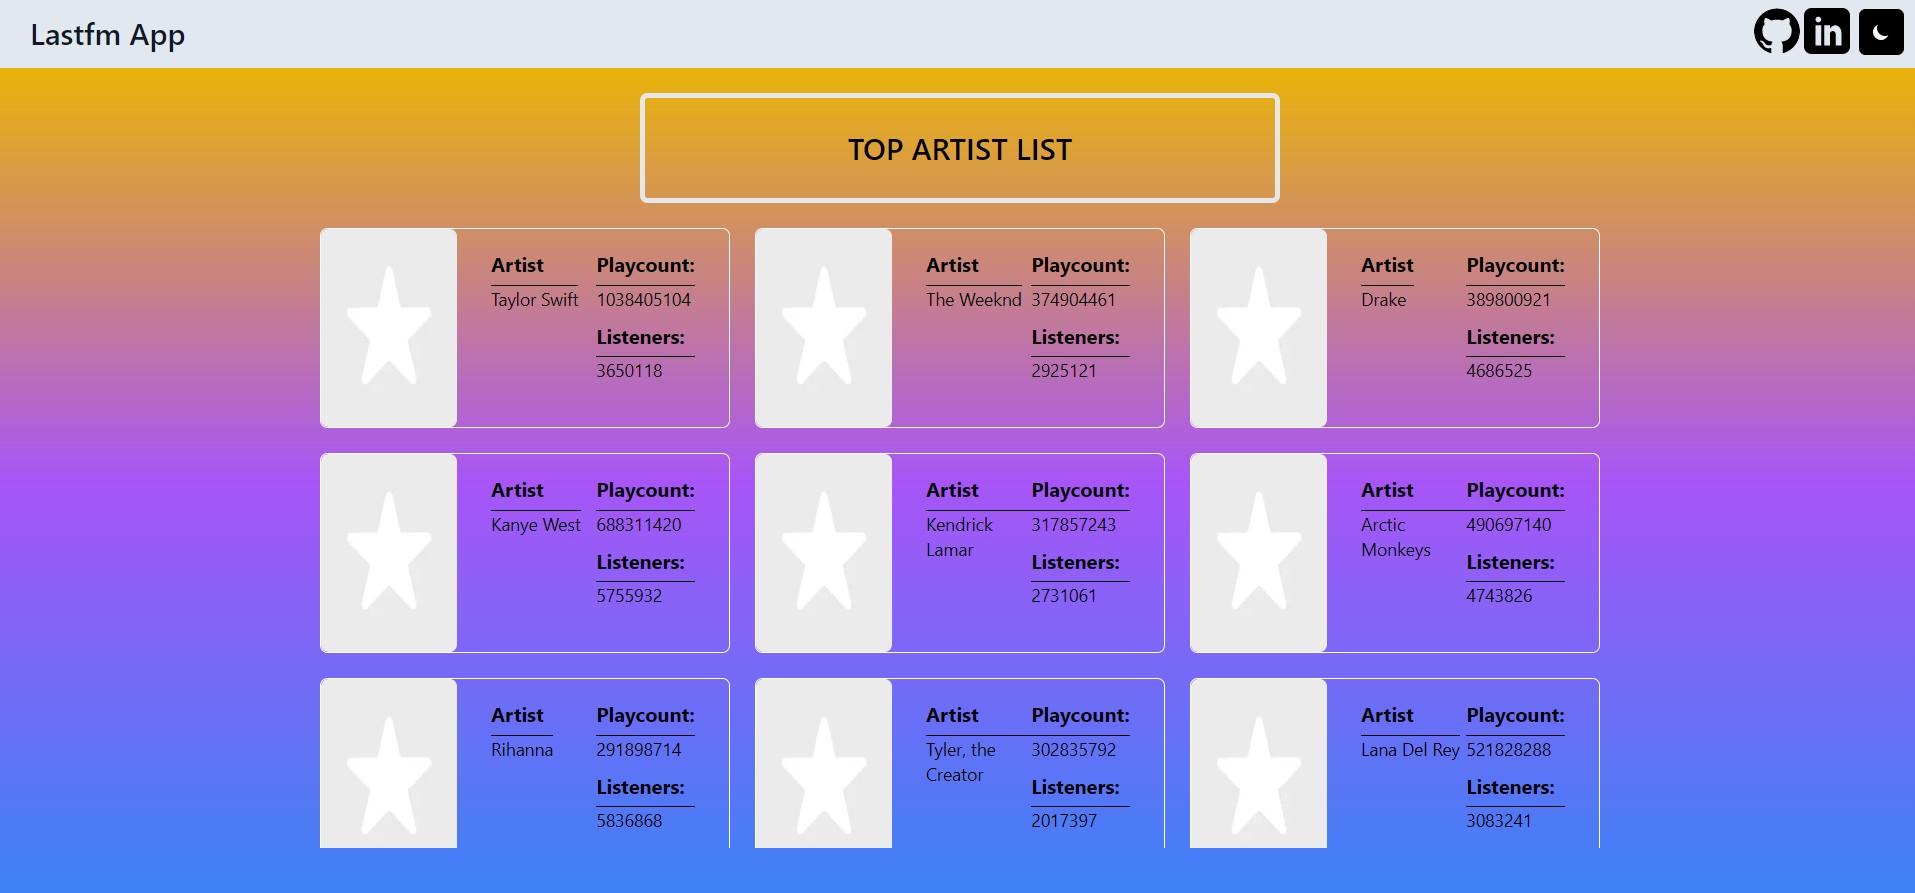 Lastfm App
in
TOP ARTIST LIST
Artist
Taylor Swift
Playcount:
1038405104
Listeners:
3650118
Artist
The Weeknd
Playcount:
374904461
Listeners:
2925121
Artist
Drake
Playcount:
389800921
Listeners:
4686525
Artist
Kanye West
Playcount:
688311420
Listeners:
5755932
Artist
Kendrick
Lamar
Playcount:
317857243
Listeners:
2731061
Artist
Arctic
Monkeys
Playcount:
490697140
Listeners:
4743826
Artist
Rihanna
Playcount:
291898714
Listeners:
5836868
Artist
Tyler, the
Creator
Playcount:
302835792
Listeners:
2017397
Artist
Lana Del Rey
Playcount:
521828288
Listeners:
3083241